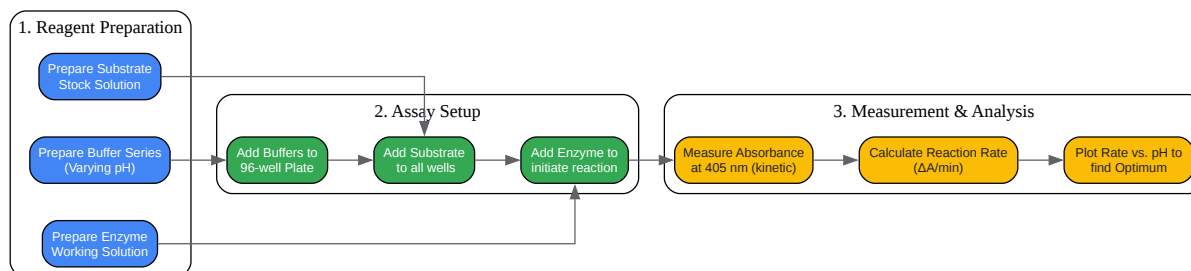 1. Reagent Preparation
Prepare Substrate
Stock Solution
Prepare Buffer Series
(Varying pH)
Prepare Enzyme
Working Solution
2. Assay Setup
Add Buffers to
96-well Plate
Add Substrate
to all wells
Add Enzyme to
initiate reaction
3. Measurement & Analysis
Measure Absorbance
at 405 nm (kinetic)
Calculate Reaction Rate
(ΔA/min)
Plot Rate vs. pH to
find Optimum